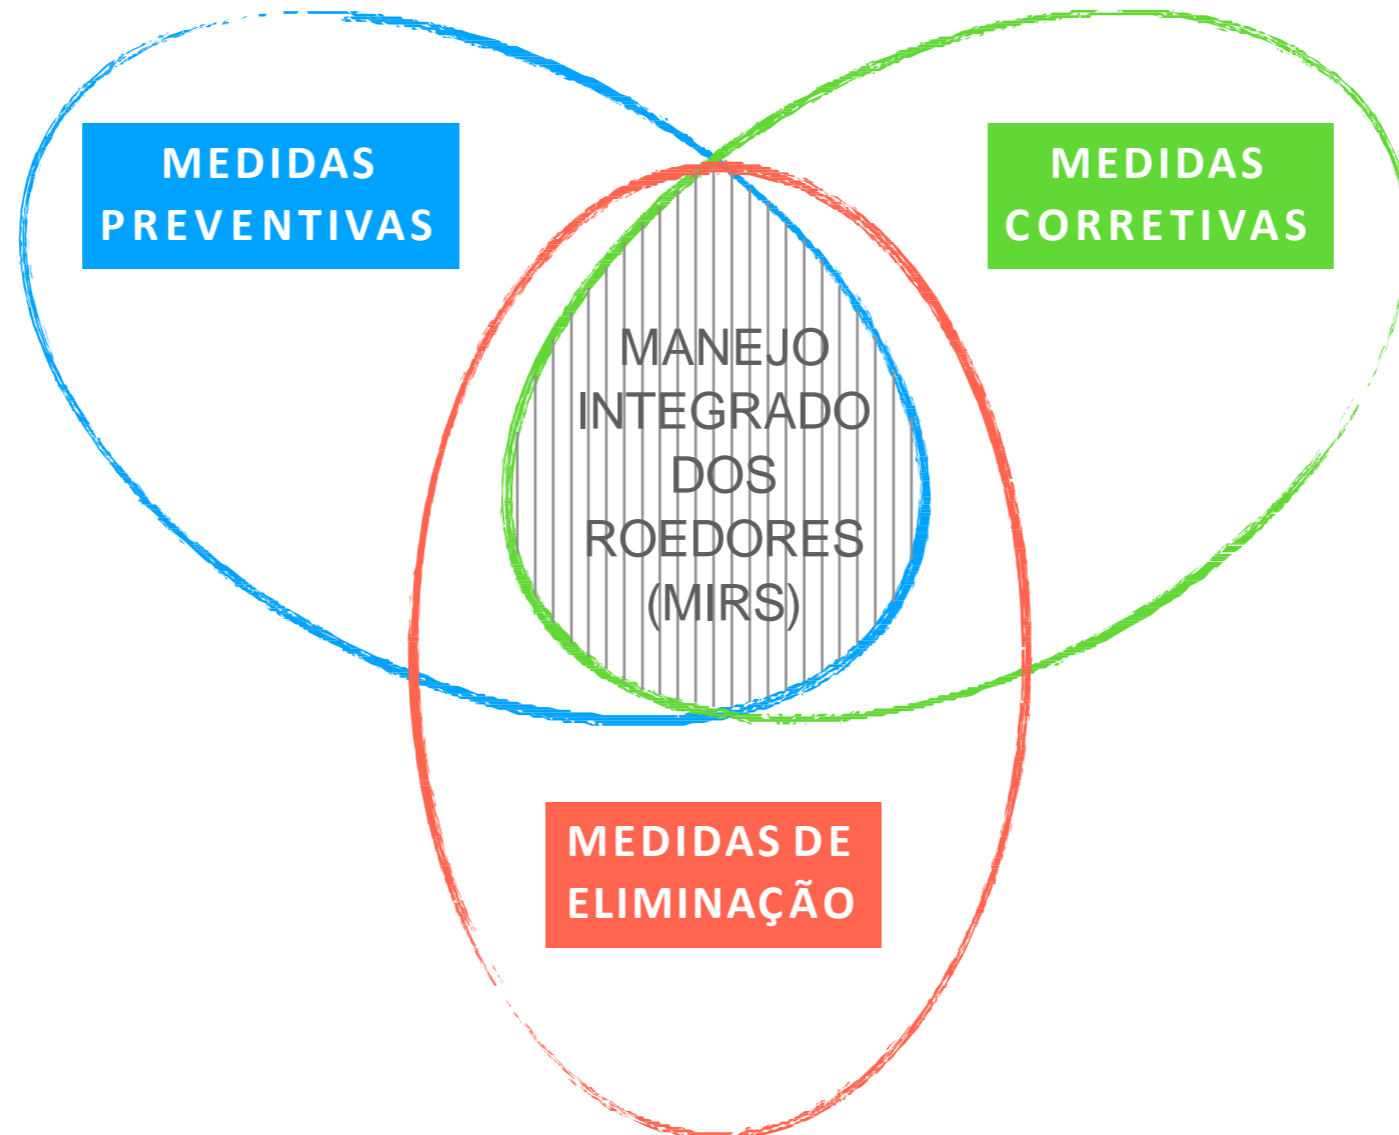 MEDIDAS
PREVENTIVAS
MEDIDAS
CORRETIVAS
MANEJO
INTEGRADO
DOS
ROEDORES
(MIRS)
MEDIDAS DE
ELIMINAÇÃO